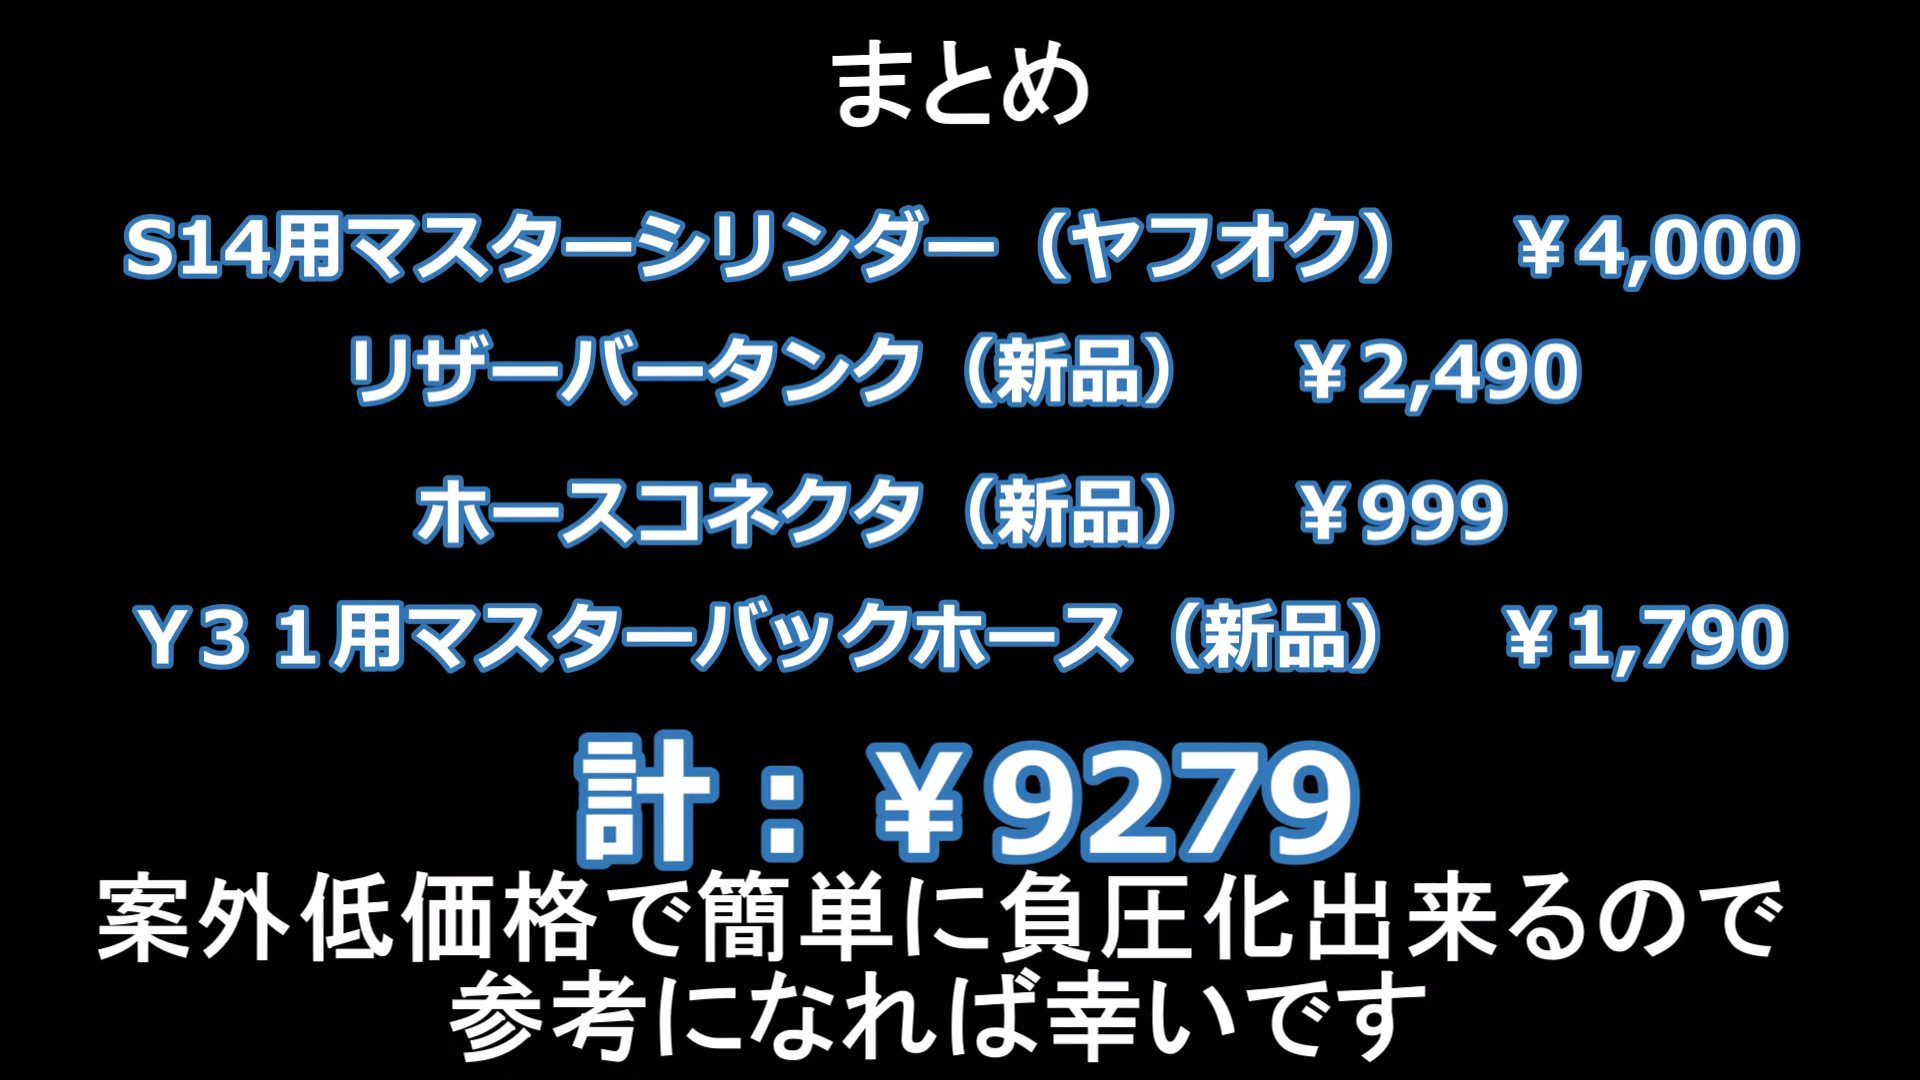 まとめ
S14用マスターシリンダー（ヤフオク）　￥4,000
リザーバータンク（新品）　￥2,490
ホースコネクタ（新品）　￥999
Y３１用マスターバックホース（新品）　￥1,790
計：￥9279
案外低価格で簡単に負圧化出来るので
参考になれば幸いです